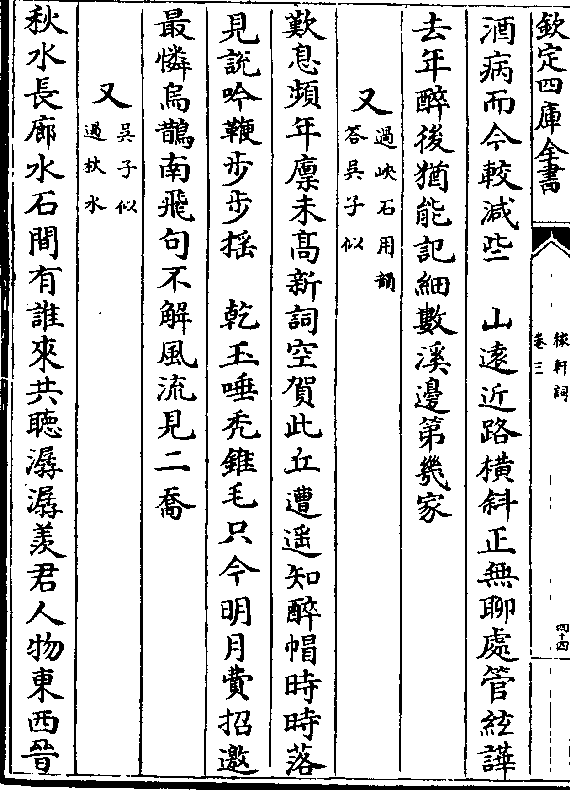 欽定四庫全書
稼軒詞
卷三
四十四
酒病而今較減些　山遠近路橫斜正無聊處管絃譁
去年醉後猶能記細數溪邊第幾家
又過峽石用韻
答吳子似
歎息頻年廪未髙新詞空賀此丘遭遥知醉帽時時落
見説吟鞭步步揺　乾玉唾秃錐毛只今明月費招邀
最憐烏鵲南飛句不解風流見二喬
又吳子似
過秋水
秋水長廊水石間有誰來共聽潺潺羨君人物東西晉